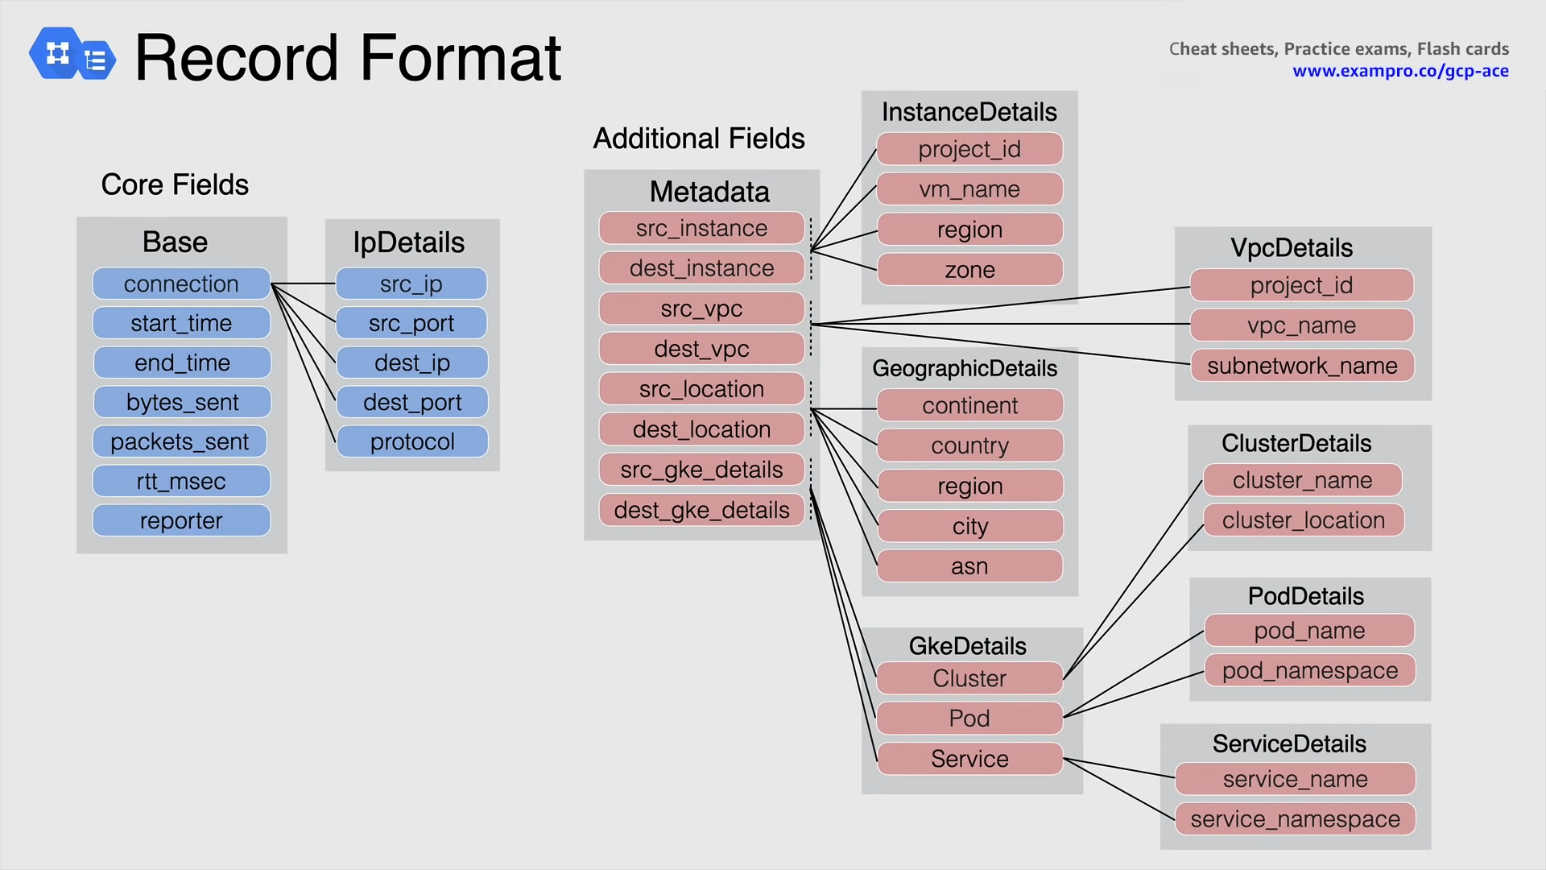 Record Format
Cheat sheets, Practice exams, Flash cards
www.exampro.co/gcp-ace
Core Fields
Base
connection
start_time
end_time
bytes_sent
packets_sent
rtt_msec
reporter
IpDetails
src_ip
src_port
dest_ip
dest_port
protocol
Additional Fields
Metadata
src_instance
dest_instance
src_vpc
dest_vpc
src_location
dest_location
src_gke_details
dest_gke_details
InstanceDetails
project_id
vm_name
region
zone
VpcDetails
project_id
vpc_name
subnetwork_name
GeographicDetails
continent
country
region
city
asn
GkeDetails
Cluster
Pod
Service
ClusterDetails
cluster_name
cluster_location
PodDetails
pod_name
pod_namespace
ServiceDetails
service_name
service_namespace